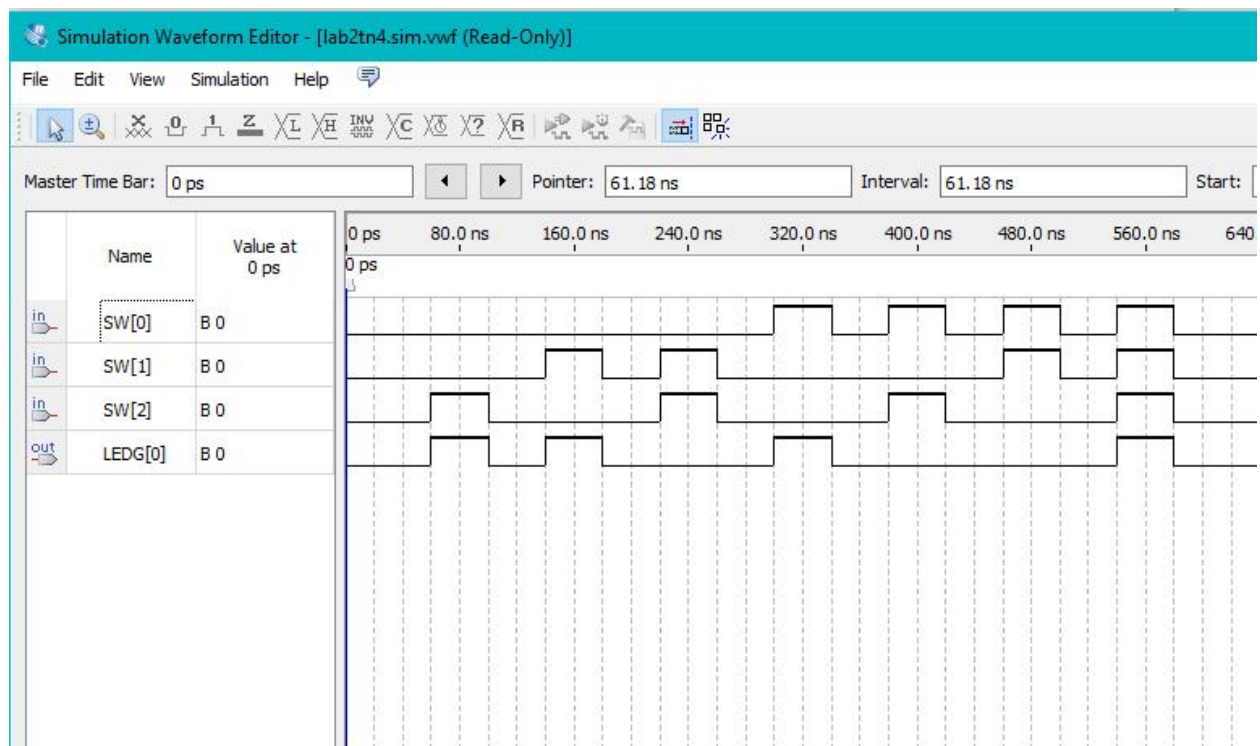 Simulation Waveform Editor - [lab2tn4.sim.vwf (Read-Only)]
File Edit View Simulation Help
0 1 Z L H INV C ? R
Master Time Bar: 0 ps Pointer: 61.18 ns Interval: 61.18 ns Start:
Name Value at 0 ps
0 ps 80.0 ns 160.0 ns 240.0 ns 320.0 ns 400.0 ns 480.0 ns 560.0 ns 640
0 ps
in SW[0] B 0
in SW[1] B 0
in SW[2] B 0
out LEDG[0] B 0